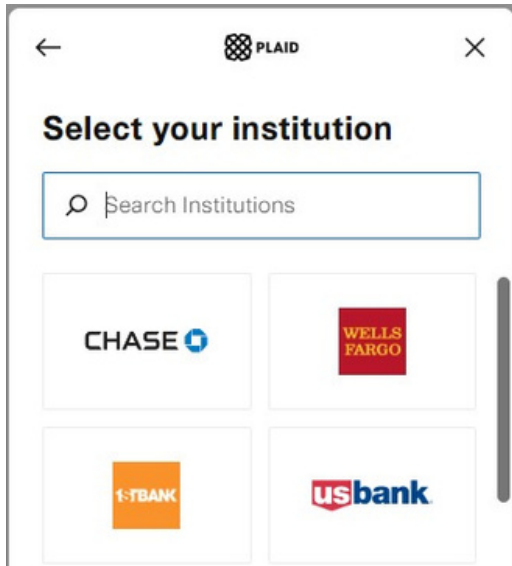 PLAID
Select your institution
Search Institutions
CHASE
WELLS
FARGO
1STBANK
usbank